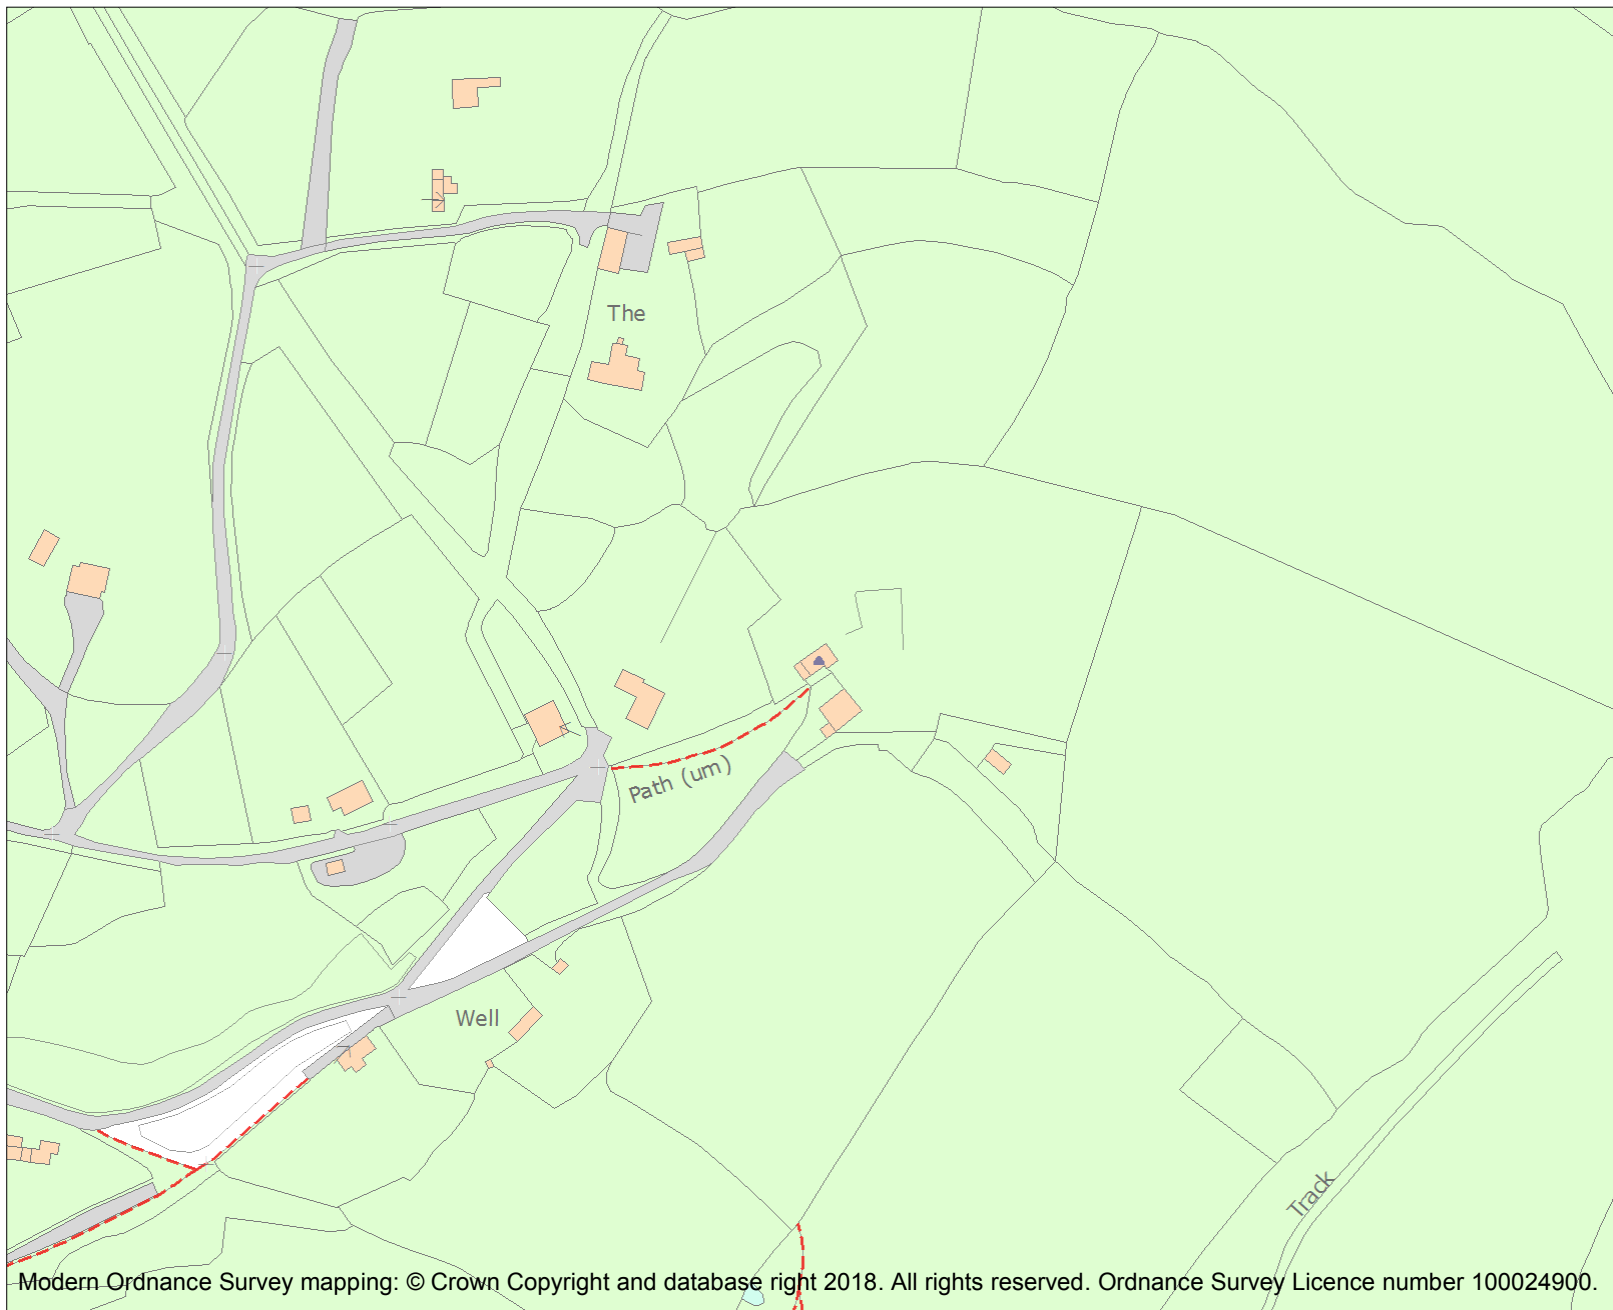 The
Path (um)
Well
Track
Modern Ordnance Survey mapping: © Crown Copyright and database right 2018. All rights reserved. Ordnance Survey Licence number 100024900.